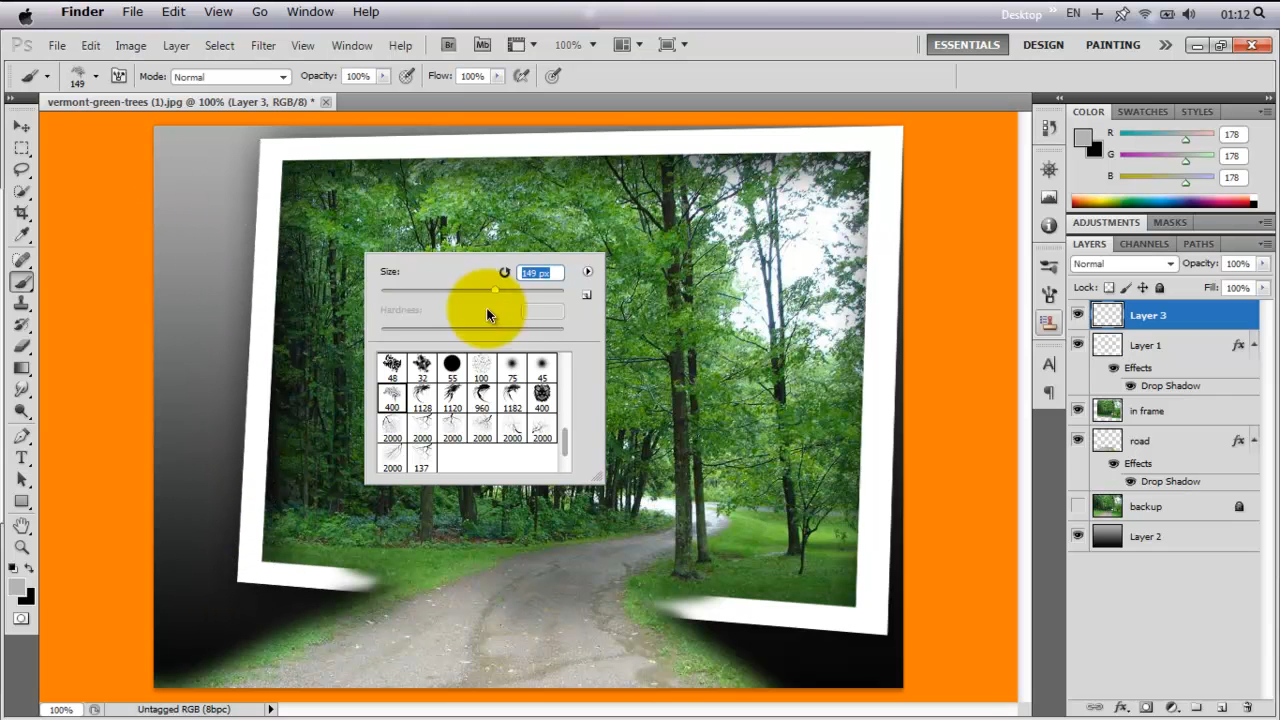 Finder File Edit View Go Window Help Desktop » EN 01:12
Ps File Edit Image Layer Select Filter View Window Help Br Mb 100% ESSENTIALS DESIGN PAINTING
149 Mode: Normal Opacity: 100% Flow: 100%
vermont-green-trees (1).jpg @ 100% (Layer 3, RGB/8) *
COLOR SWATCHES STYLES
R 178
G 178
B 178
ADJUSTMENTS MASKS
LAYERS CHANNELS PATHS
Normal Opacity: 100%
Lock: Fill: 100%
Layer 3
Layer 1 fx
Effects
Drop Shadow
in frame
road fx
Effects
Drop Shadow
backup
Layer 2
Size: 149 px
Hardness:
48 32 55 100 75 45
400 1128 1120 960 1182 400
2000 2000 2000 2000 2000 2000
2000 137
100% Untagged RGB (8bpc)